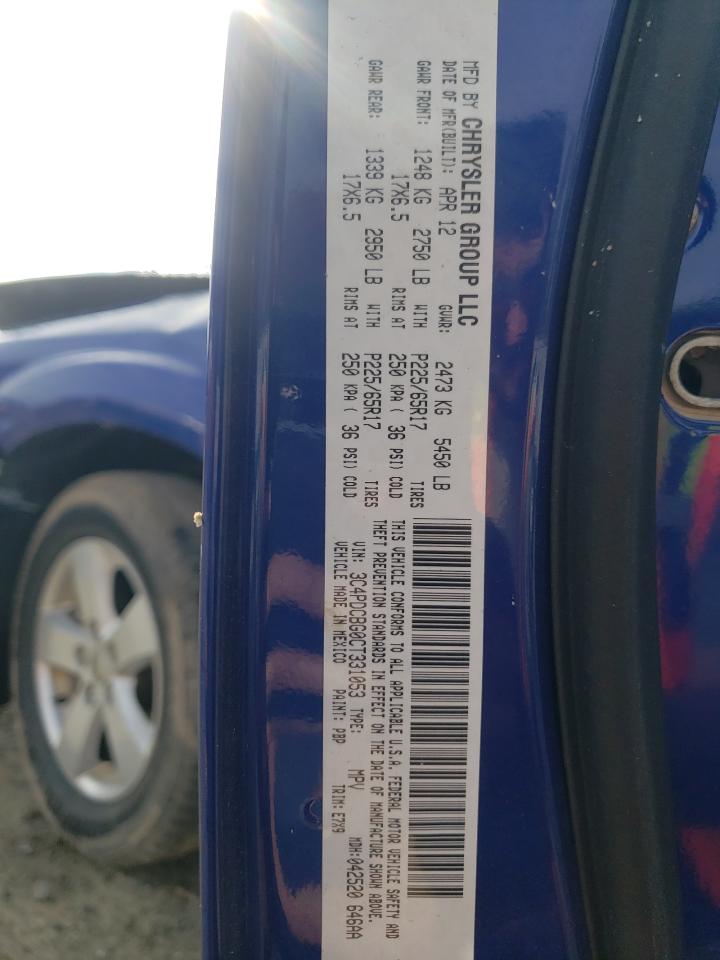 MFD BY CHRYSLER GROUP LLC
DATE OF MFR(BUILT): APR 12 GVWR: 2473 KG 5450 LB
GAWR FRONT: 1248 KG 2750 LB WITH P225/65R17 TIRES
17X6.5 RIMS AT 250 KPA ( 36 PSI) COLD
GAWR REAR: 1339 KG 2950 LB WITH P225/65R17 TIRES
17X6.5 RIMS AT 250 KPA ( 36 PSI) COLD
THIS VEHICLE CONFORMS TO ALL APPLICABLE U.S.A. FEDERAL MOTOR VEHICLE SAFETY AND
THEFT PREVENTION STANDARDS IN EFFECT ON THE DATE OF MANUFACTURE SHOWN ABOVE.
VIN: 3C4PDCBG0CT331053 TYPE: MPV MDH:042520 646AA
VEHICLE MADE IN MEXICO PAINT: PBP TRIM: E7X9